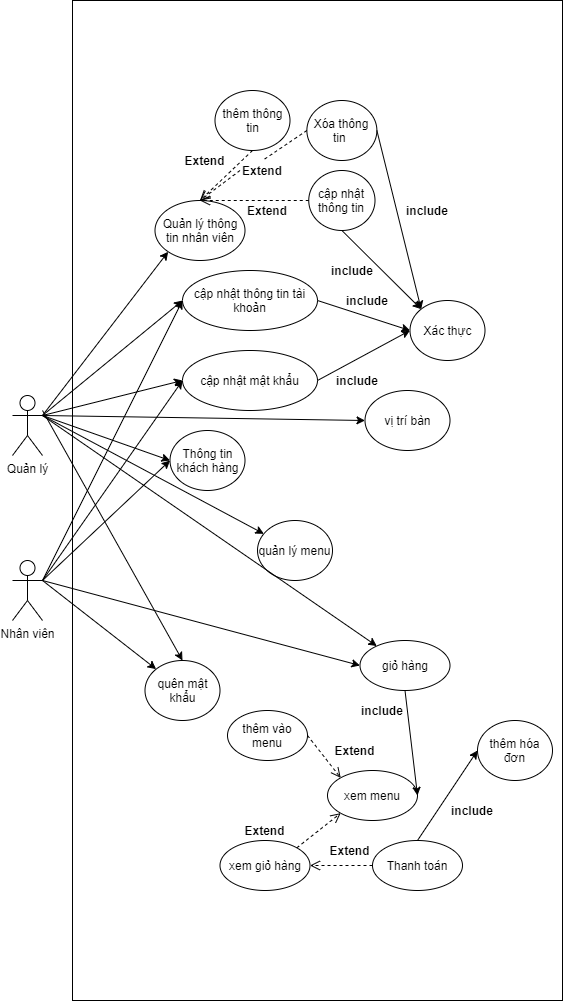 thêm thông
tin
Xóa thông
tin
Extend
Extend
cập nhật
thông tin
Extend
include
Quản lý thông
tin nhân viên
include
cập nhật thông tin tài
khoản
include
Xác thực
cập nhật mật khẩu
include
vị trí bàn
Quản lý
Thông tin
khách hàng
quản lý menu
Nhân viên
giỏ hàng
quên mật
khẩu
include
thêm vào
menu
Extend
thêm hóa
đơn
xem menu
include
Extend
Extend
xem giỏ hàng
Thanh toán